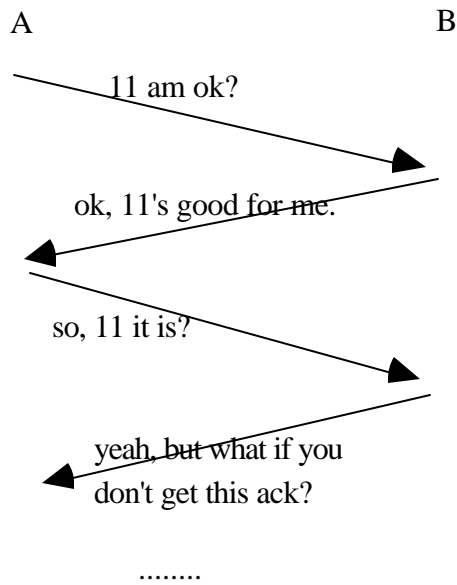 A B
11 am ok?
ok, 11's good for me.
so, 11 it is?
yeah, but what if you
don't get this ack?
........